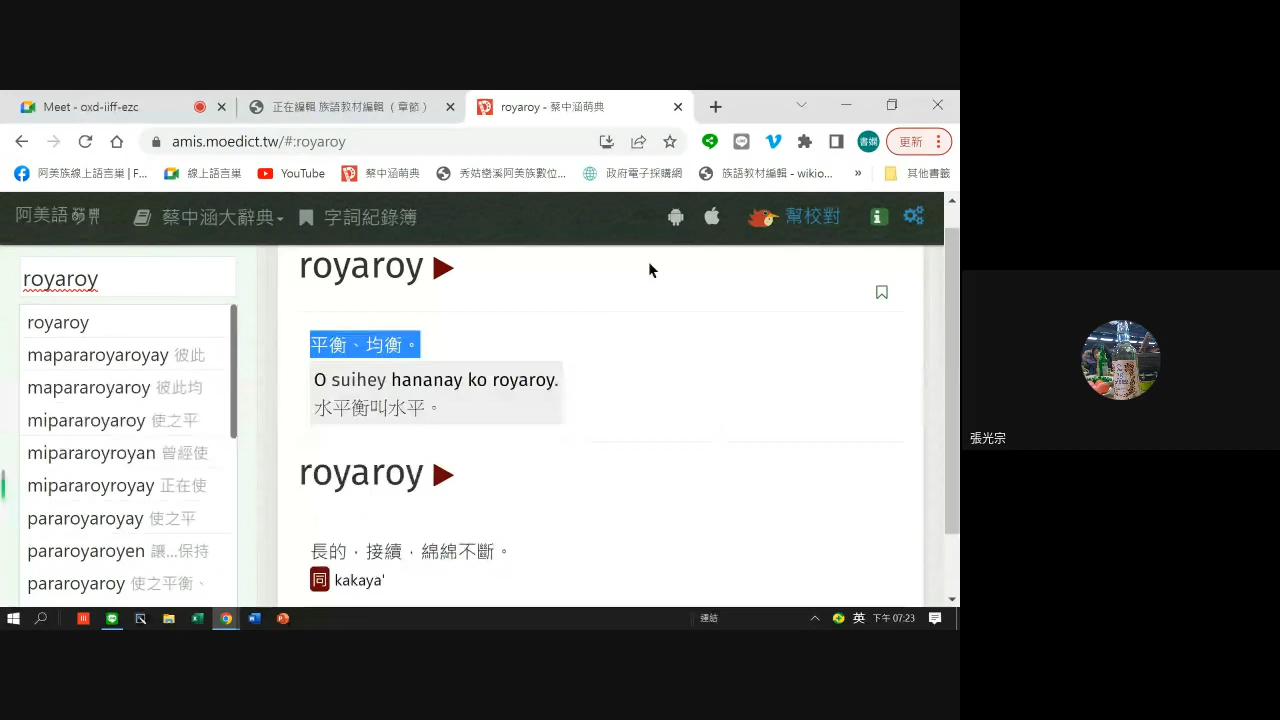 Meet - oxd-iiff-ezc
正在編輯 族語教材編輯（章節）
royaroy - 蔡中涵萌典
amis.moedict.tw/#:royaroy
書嫻
更新
阿美族線上語言巢 | F...
線上語言巢
YouTube
蔡中涵萌典
秀姑巒溪阿美族數位...
政府電子採購網
族語教材編輯 - wikio...
»
其他書籤
阿美語萌典
蔡中涵大辭典
字詞紀錄簿
幫校對
royaroy
royaroy
mapararoyaroyay 彼此
mapararoyaroy 彼此均
mipararoyaroy 使之平
mipararoyroyan 曾經使
mipararoyroyay 正在使
pararoyaroyay 使之平
pararoyaroyen 讓...保持
pararoyaroy 使之平衡、
royaroy
平衡、均衡。
O suihey hananay ko royaroy.
水平衡叫水平。
royaroy
長的，接續，綿綿不斷。
同 kakaya'
連結
英
下午 07:23
張光宗